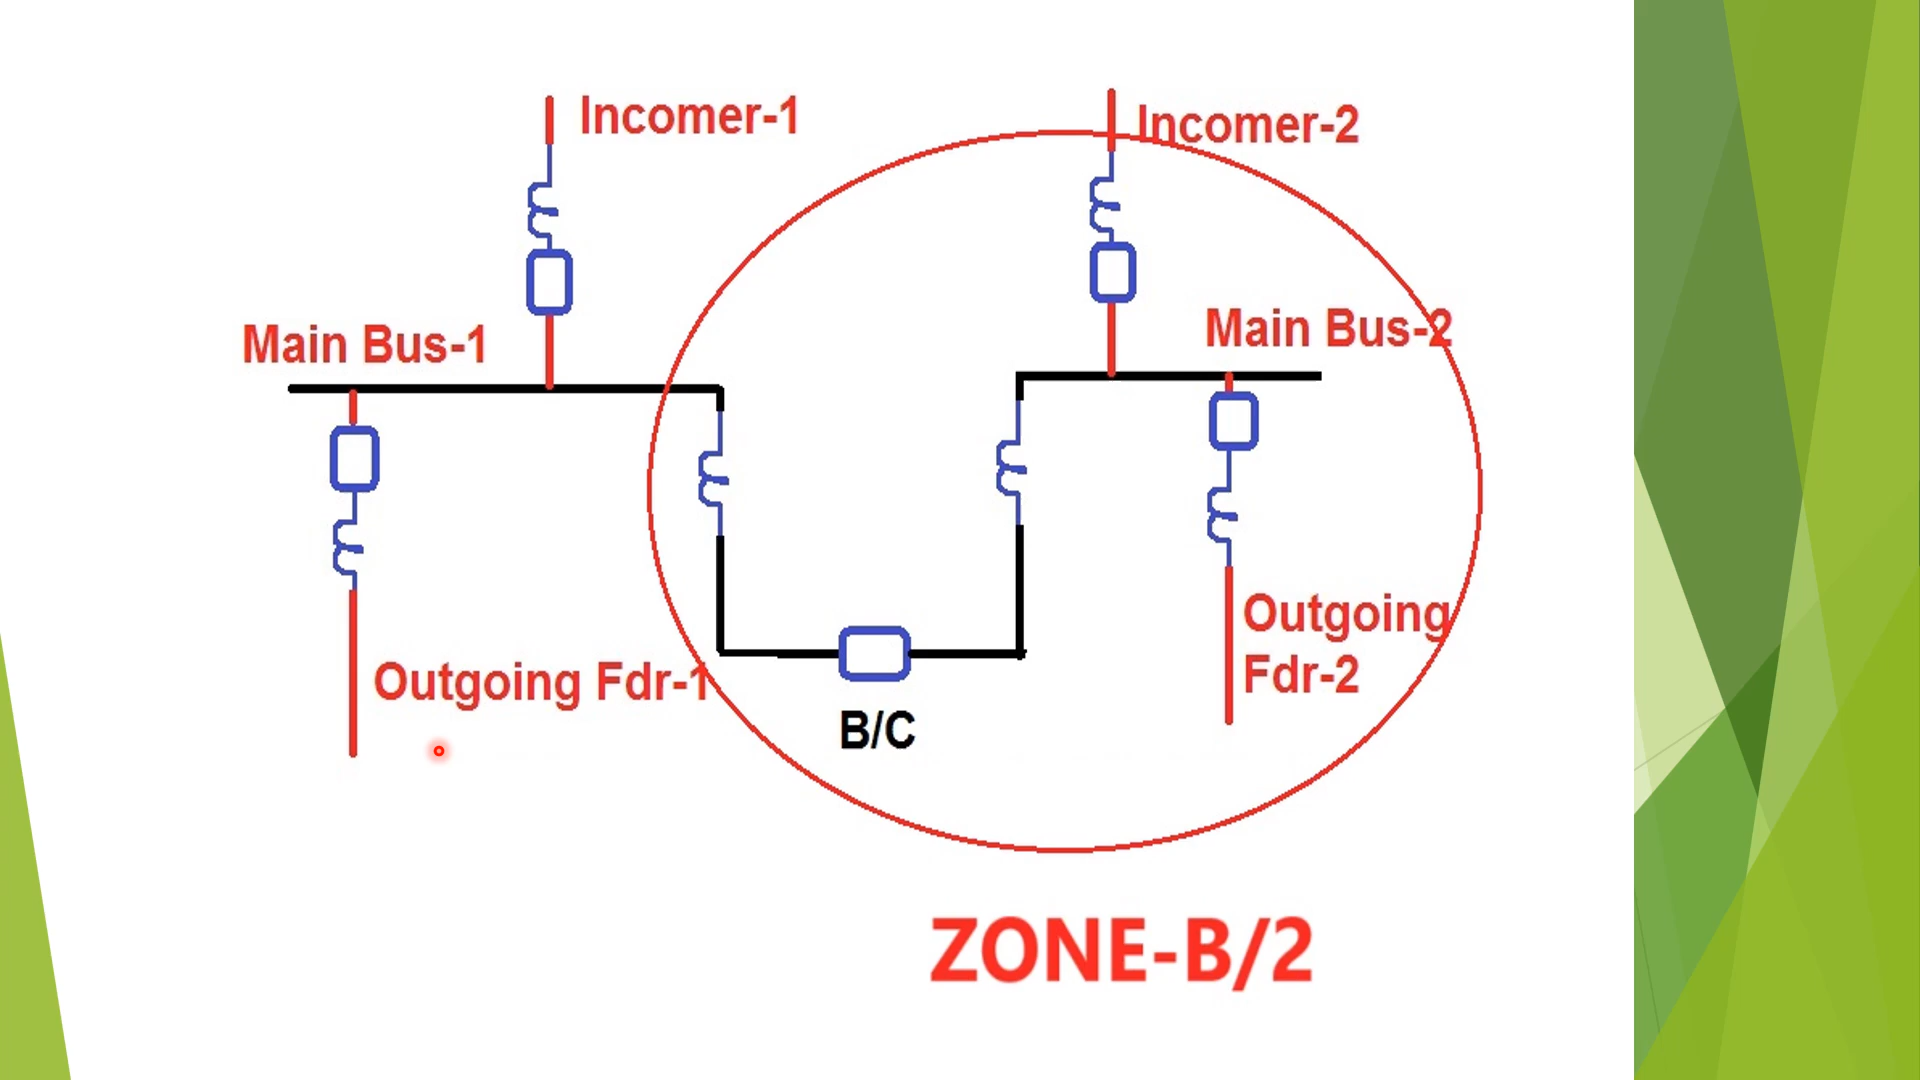 Incomer-1
Incomer-2
Main Bus-1
Main Bus-2
Outgoing Fdr-1
Outgoing
Fdr-2
B/C
ZONE-B/2